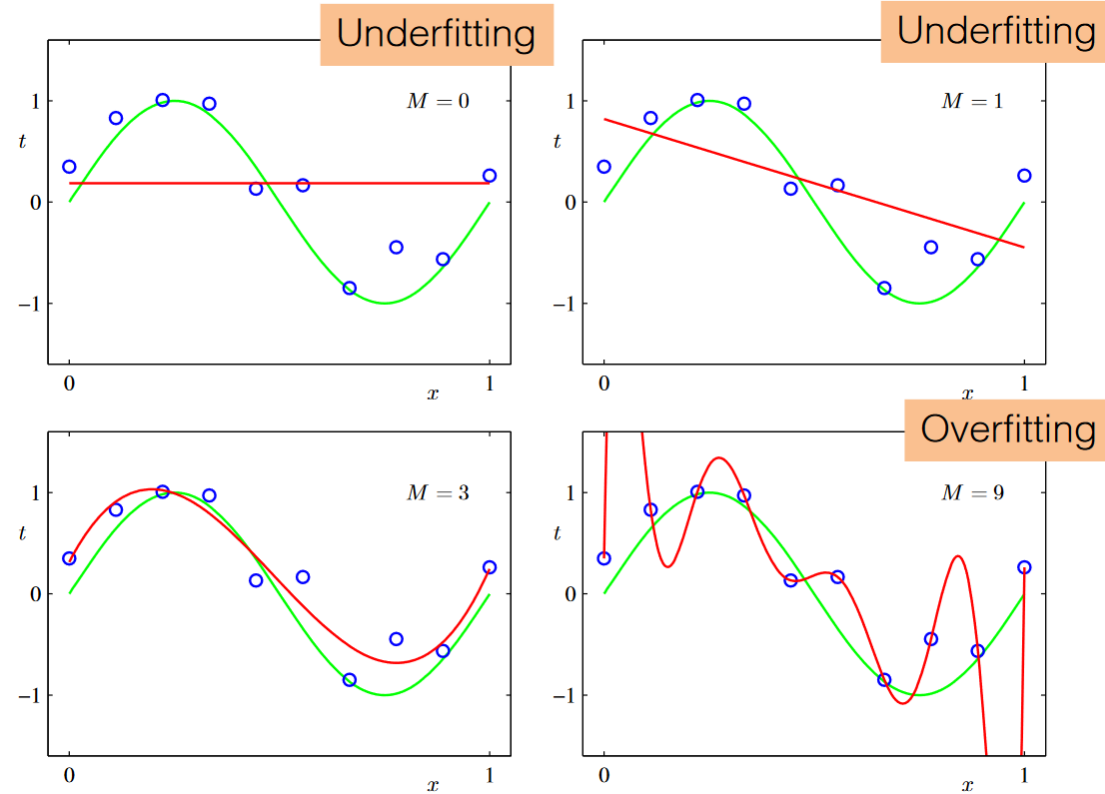 Underfitting
M = 0
1
t
0
−1
0
x
1
Underfitting
M = 1
1
t
0
−1
0
x
1
M = 3
1
t
0
−1
0
x
1
Overfitting
M = 9
1
t
0
−1
0
x
1